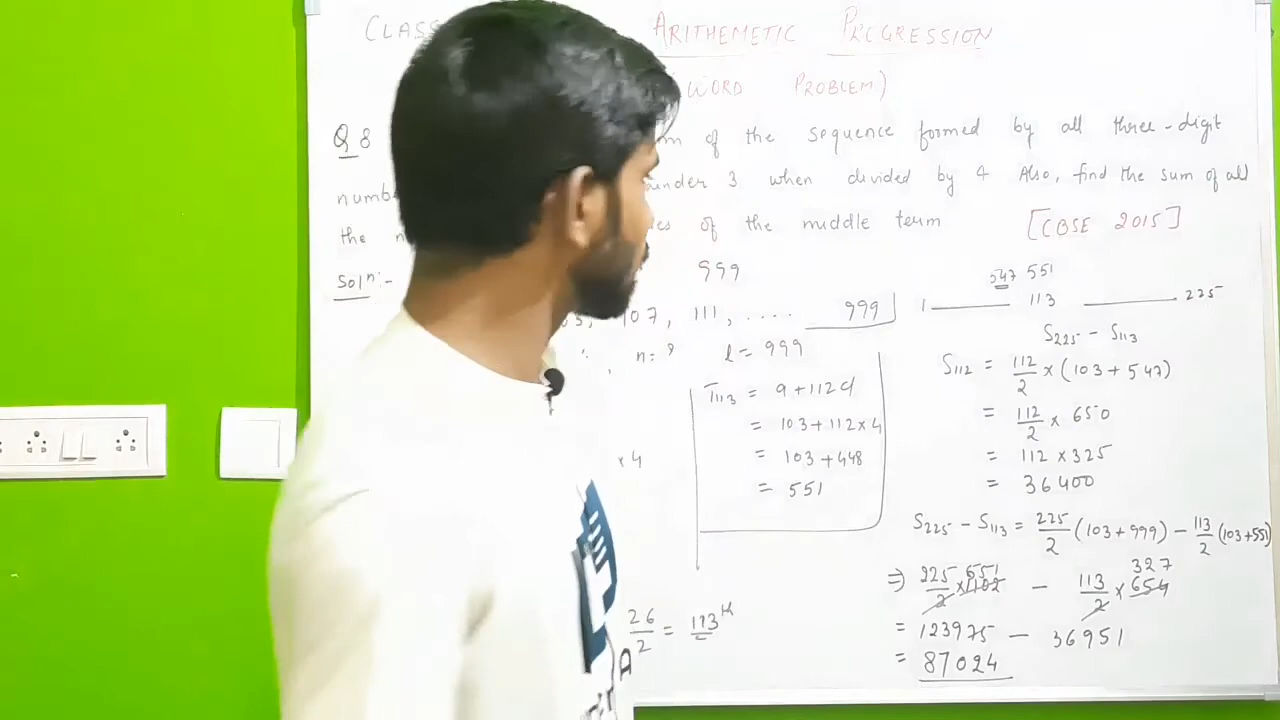 CLASS ARITHEMETIC PROGRESSION
WORD PROBLEM)
Q 8 of the sequence formed by all three-digit
3 when divided by 4 Also, find the sum of all
the of the middle term [CBSE 2015]
Solⁿ:- 999
107, 111, .... 999
n=? l= 999
T₁₁₃ = a+112d
= 103+112×4
= 103+448
= 551
×4
26/2 = 113
547 551
1 113 225
S₂₂₅ - S₁₁₃
S₁₁₂ = 112/2 × (103+547)
= 112/2 × 650
= 112 ×325
= 36400
S₂₂₅ - S₁₁₃ = 225/2 (103+999) - 113/2 (103+551)
551 327
⇒ 225/2 ×1102 - 113/2 × 654
= 123975 - 36951
= 87024
A